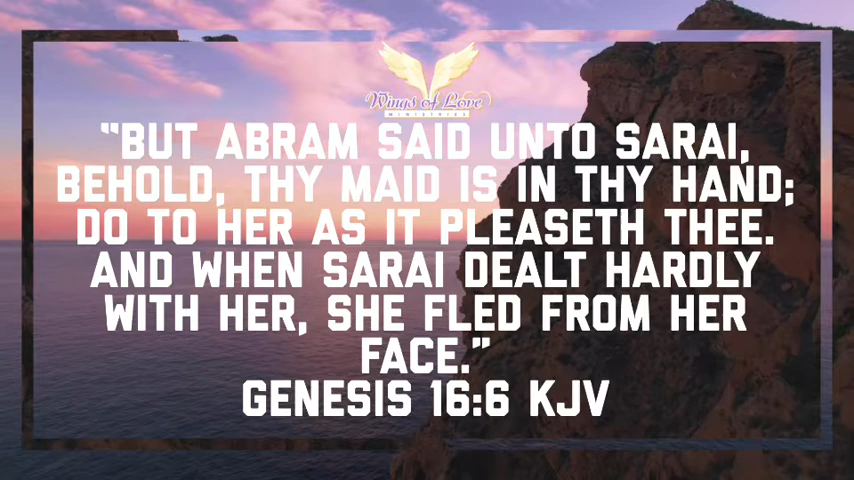 Wings of Love
MINISTRIES
"BUT ABRAM SAID UNTO SARAI,
BEHOLD, THY MAID IS IN THY HAND;
DO TO HER AS IT PLEASETH THEE.
AND WHEN SARAI DEALT HARDLY
WITH HER, SHE FLED FROM HER
FACE."
GENESIS 16:6 KJV